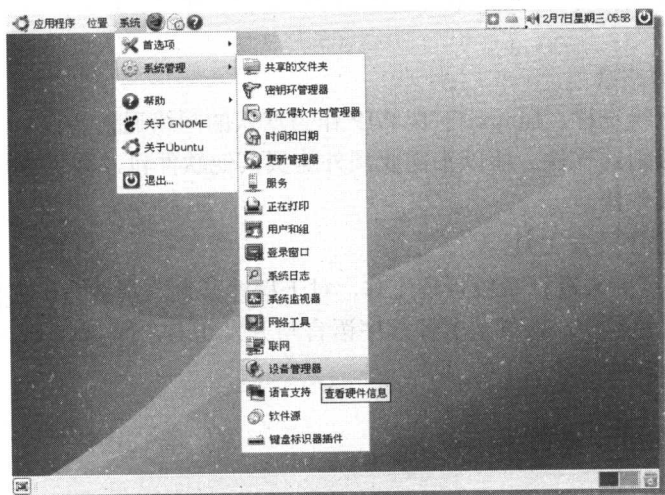 应用程序 位置 系统 2月7日星期三 05:58
首选项
系统管理
帮助
关于 GNOME
关于Ubuntu
退出...
共享的文件夹
密钥环管理器
新立得软件包管理器
时间和日期
更新管理器
服务
正在打印
用户和组
登录窗口
系统日志
系统监视器
网络工具
联网
设备管理器
语言支持
查看硬件信息
软件源
键盘标识器插件